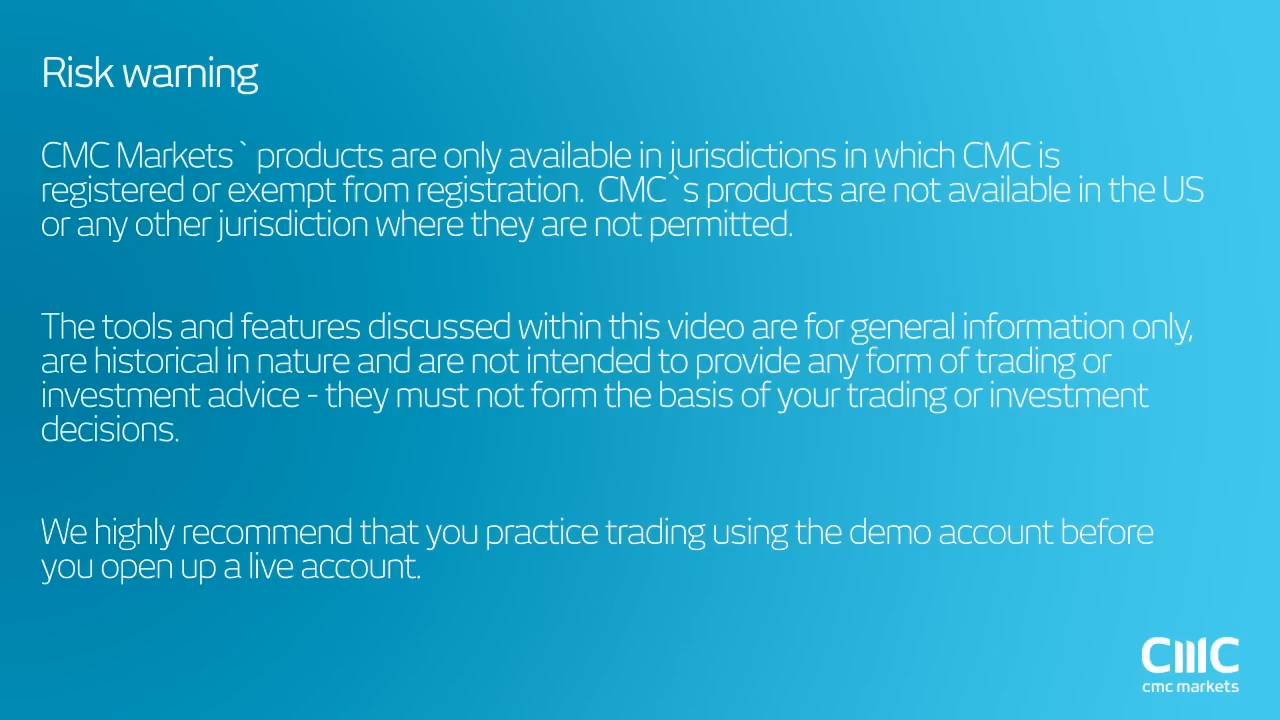 Risk warning
CMC Markets` products are only available in jurisdictions in which CMC is
registered or exempt from registration.  CMC`s products are not available in the US
or any other jurisdiction where they are not permitted.
The tools and features discussed within this video are for general information only,
are historical in nature and are not intended to provide any form of trading or
investment advice - they must not form the basis of your trading or investment
decisions.
We highly recommend that you practice trading using the demo account before
you open up a live account.
CMC
cmc markets